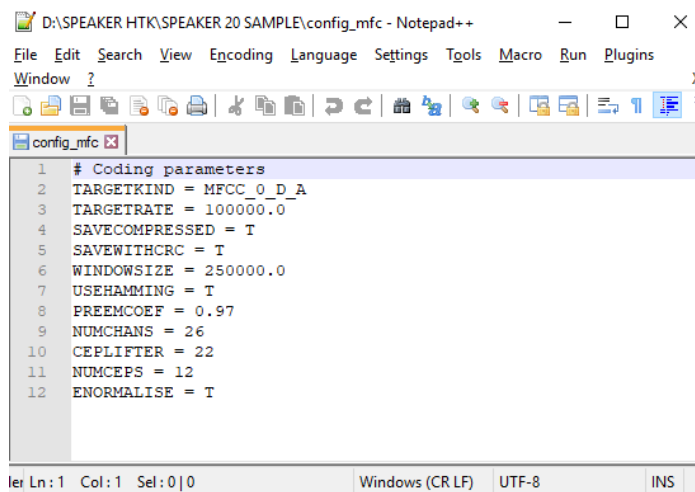 D:\SPEAKER HTK\SPEAKER 20 SAMPLE\config_mfc - Notepad++
File Edit Search View Encoding Language Settings Tools Macro Run Plugins
Window ?
config_mfc
1 # Coding parameters
2 TARGETKIND = MFCC_0_D_A
3 TARGETRATE = 100000.0
4 SAVECOMPRESSED = T
5 SAVEWITHCRC = T
6 WINDOWSIZE = 250000.0
7 USEHAMMING = T
8 PREEMCOEF = 0.97
9 NUMCHANS = 26
10 CEPLIFTER = 22
11 NUMCEPS = 12
12 ENORMALISE = T
Ln : 1 Col : 1 Sel : 0 | 0 Windows (CR LF) UTF-8 INS